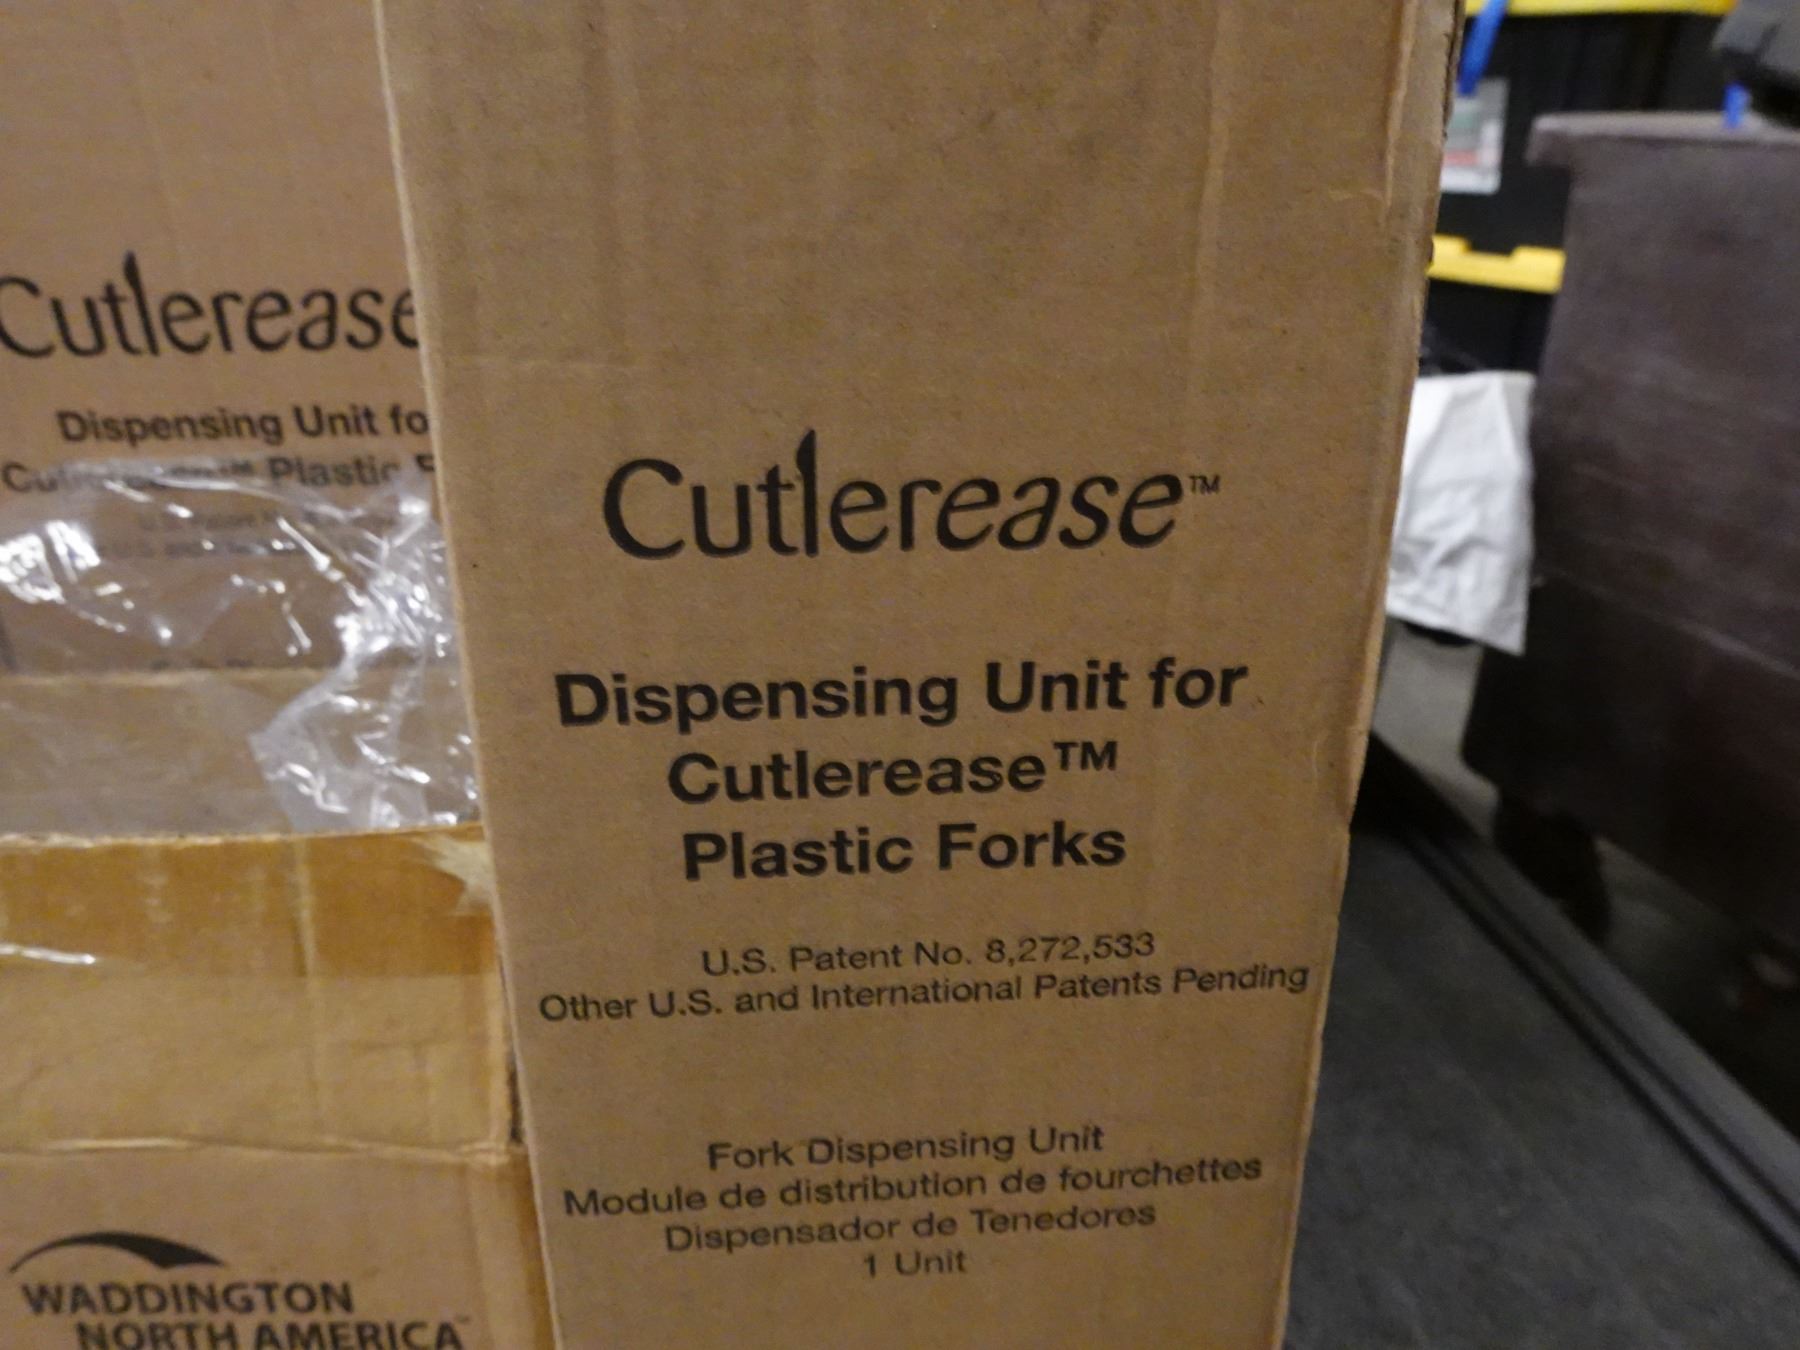 Cutlerease
Dispensing Unit fo
Plastic
WADDINGTON
NORTH AMERICA
Cutlerease™
Dispensing Unit for
Cutlerease™
Plastic Forks
U.S. Patent No. 8,272,533
Other U.S. and International Patents Pending
Fork Dispensing Unit
Module de distribution de fourchettes
Dispensador de Tenedores
1 Unit